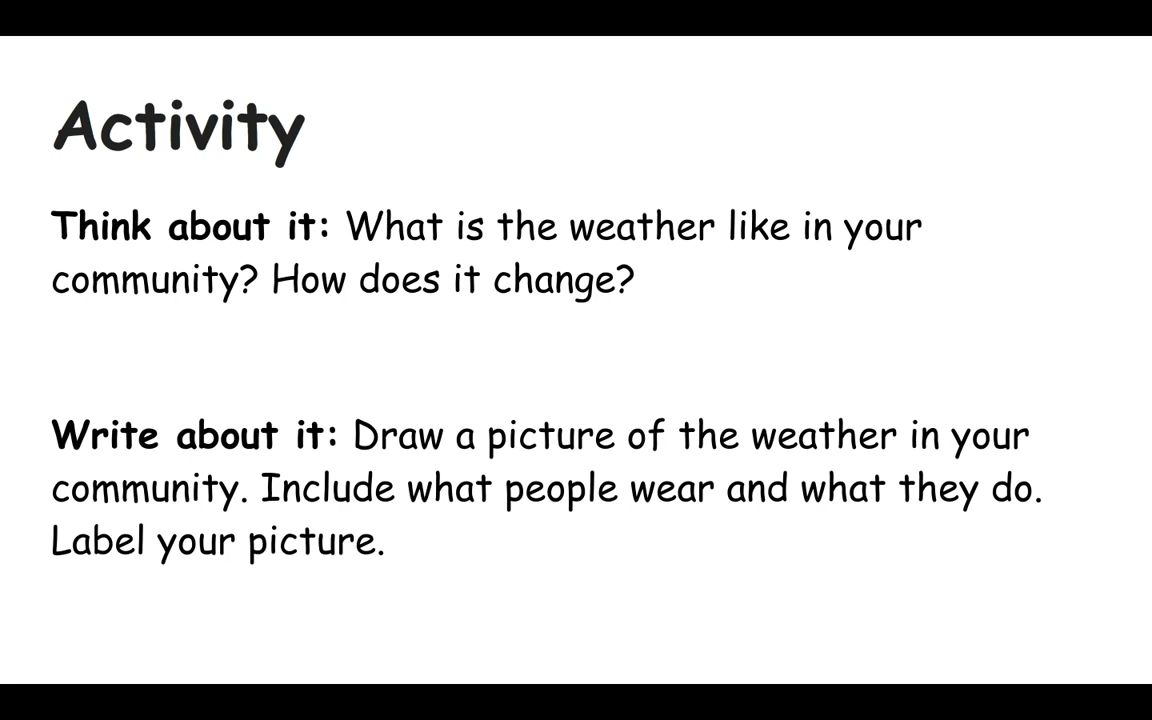 Activity
Think about it: What is the weather like in your
community? How does it change?
Write about it: Draw a picture of the weather in your
community. Include what people wear and what they do.
Label your picture.